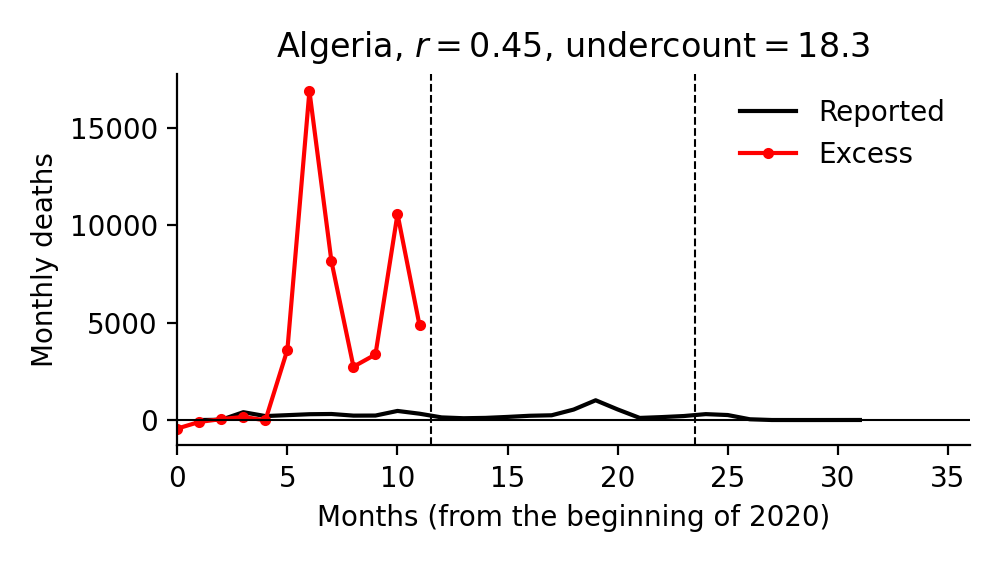 Algeria, r = 0.45, undercount = 18.3
Monthly deaths
15000
10000
5000
0
Reported
Excess
0 5 10 15 20 25 30 35
Months (from the beginning of 2020)